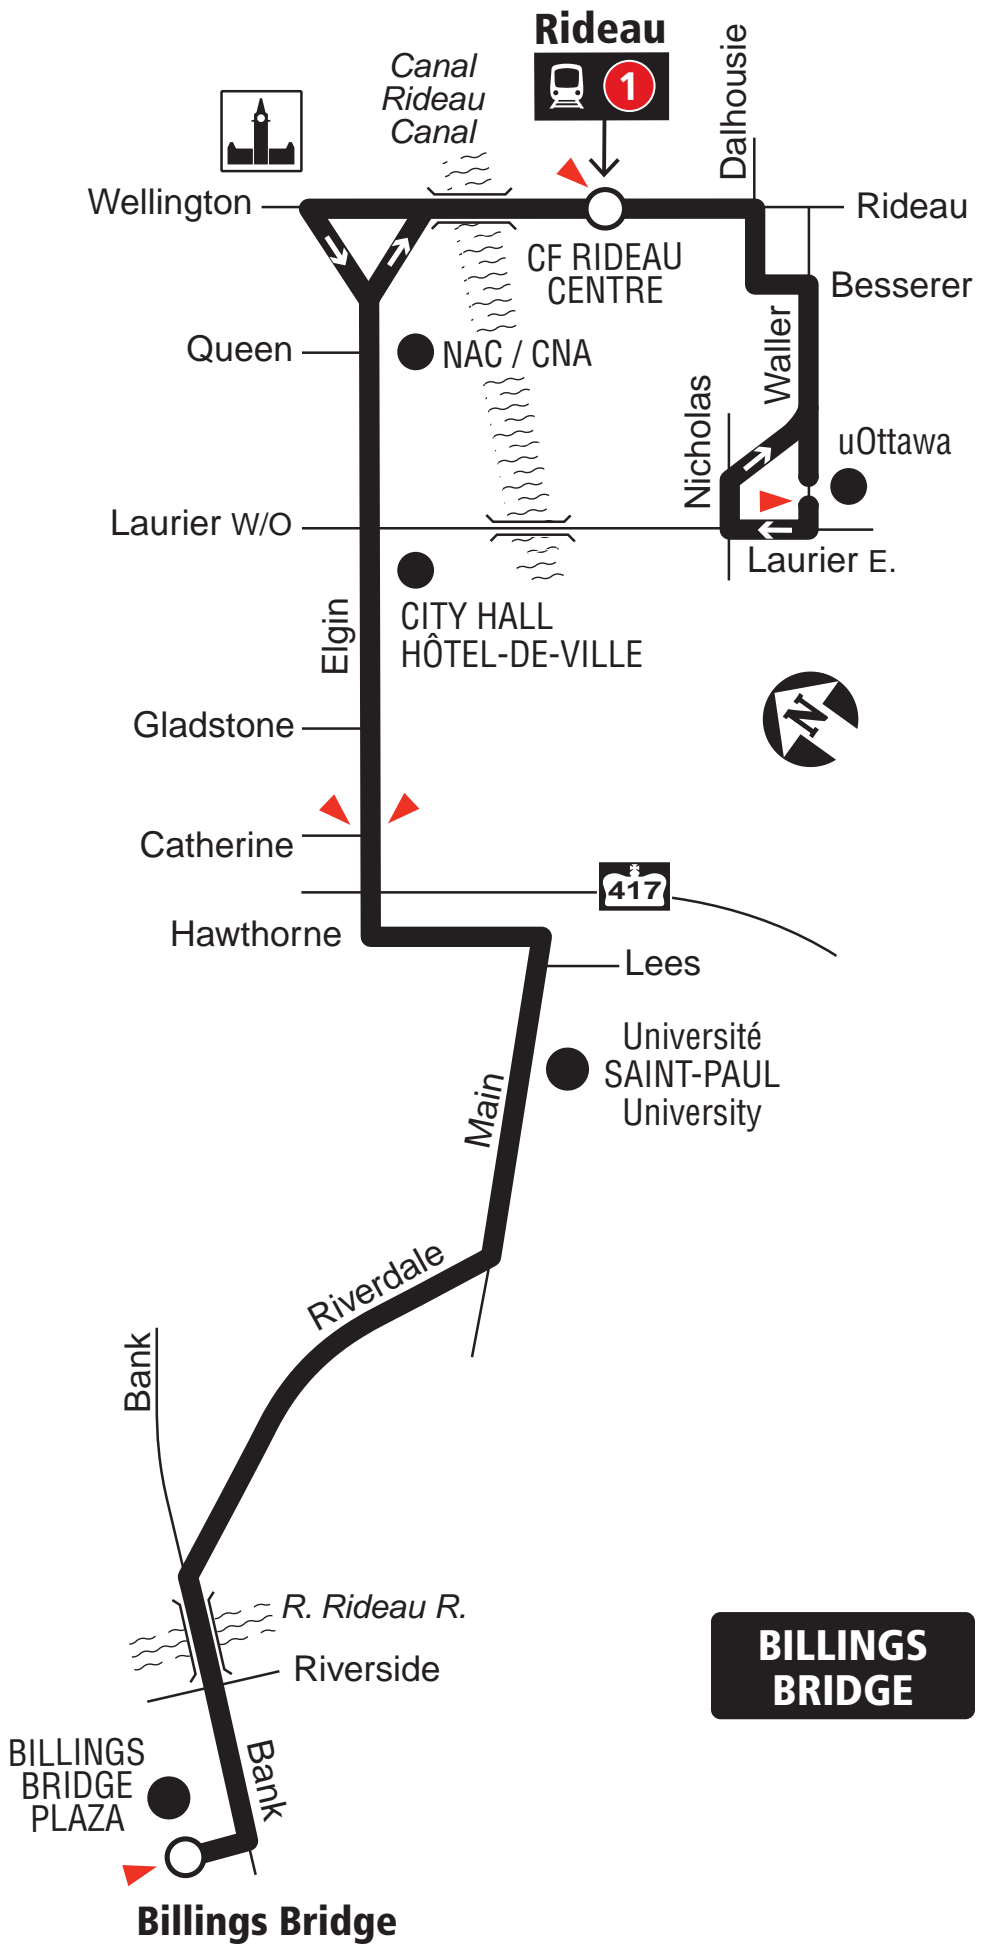 Rideau
1
Canal
Rideau
Canal
Dalhousie
Wellington
Rideau
CF RIDEAU
CENTRE
Besserer
Queen
NAC / CNA
Waller
Nicholas
uOttawa
Laurier W/O
Laurier E.
CITY HALL
HÔTEL-DE-VILLE
Elgin
N
Gladstone
Catherine
417
Hawthorne
Lees
Université
SAINT-PAUL
University
Main
Riverdale
Bank
R. Rideau R.
Riverside
BILLINGS
BRIDGE
BILLINGS
BRIDGE
PLAZA
Bank
Billings Bridge